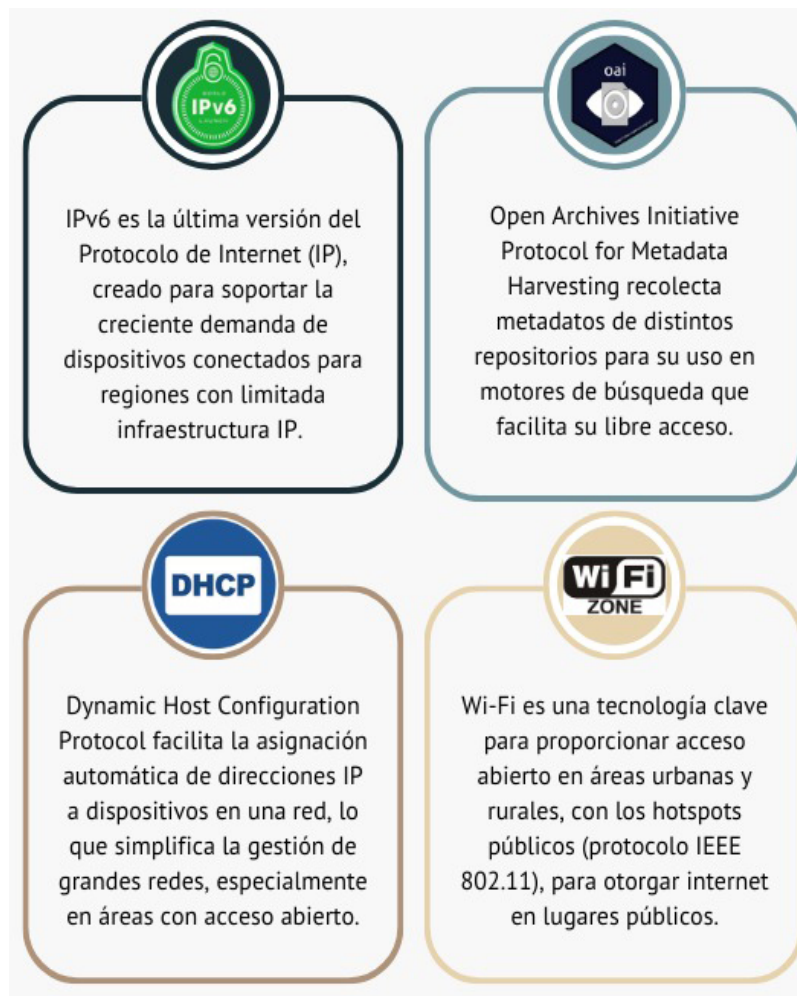 WORLD
IPv6
LAUNCH
IPv6 es la última versión del
Protocolo de Internet (IP),
creado para soportar la
creciente demanda de
dispositivos conectados para
regiones con limitada
infraestructura IP.
oai
Open Archives Initiative
Protocol for Metadata
Harvesting recolecta
metadatos de distintos
repositorios para su uso en
motores de búsqueda que
facilita su libre acceso.
DHCP
Dynamic Host Configuration
Protocol facilita la asignación
automática de direcciones IP
a dispositivos en una red, lo
que simplifica la gestión de
grandes redes, especialmente
en áreas con acceso abierto.
Wi Fi
ZONE
Wi-Fi es una tecnología clave
para proporcionar acceso
abierto en áreas urbanas y
rurales, con los hotspots
públicos (protocolo IEEE
802.11), para otorgar internet
en lugares públicos.